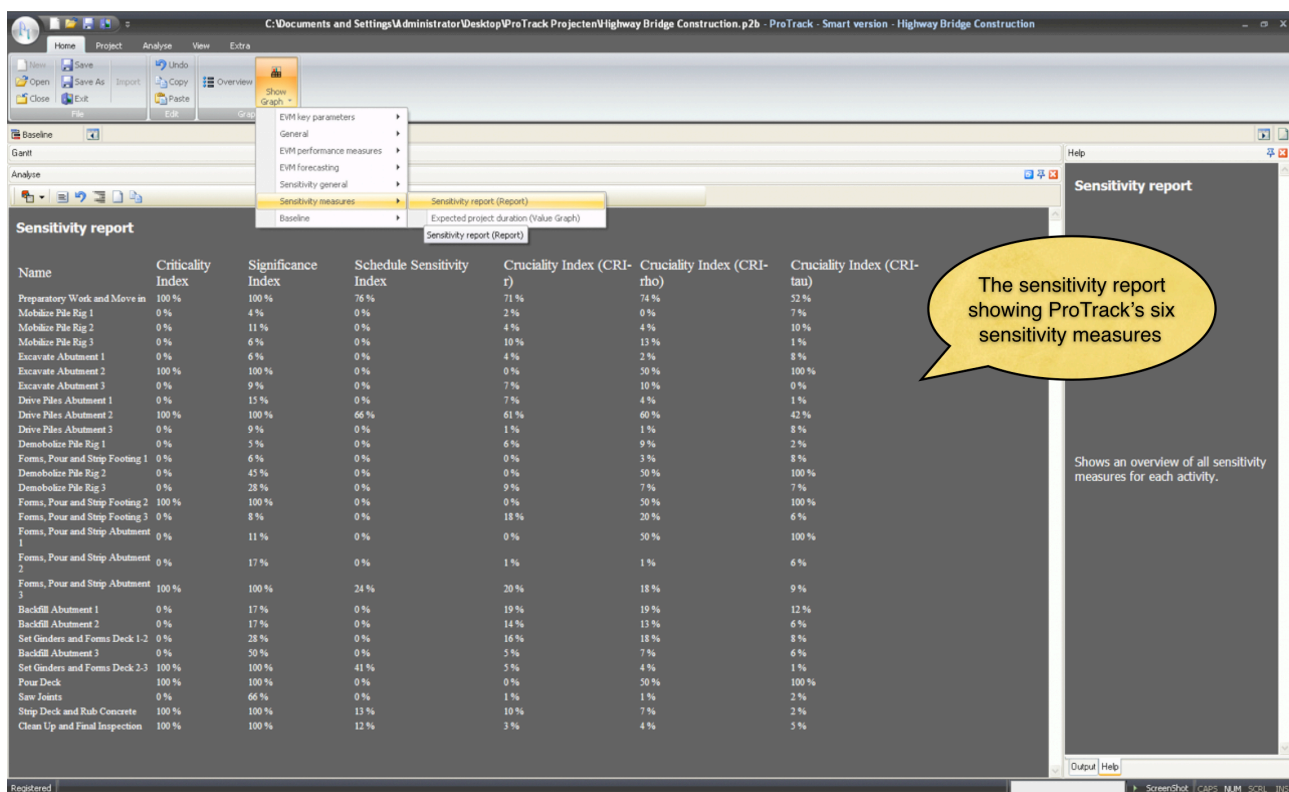 C:\Documents and Settings\Administrator\Desktop\ProTrack Projecten\Highway Bridge Construction.p2b - ProTrack - Smart version - Highway Bridge Construction
Home Project Analyse View Extra
New Save Undo
Open Save As Import Copy Overview Show
Close Exit Paste Graph
File Edit Grap
EVM key parameters
General
EVM performance measures
EVM forecasting
Sensitivity general
Sensitivity measures
Baseline
Sensitivity report (Report)
Expected project duration (Value Graph)
Sensitivity report (Report)
Baseline
Gantt
Analyse
Sensitivity report
Name Criticality Index Significance Index Schedule Sensitivity Index Cruciality Index (CRI-r) Cruciality Index (CRI-rho) Cruciality Index (CRI-tau)
Preparatory Work and Move in 100 % 100 % 76 % 71 % 74 % 52 %
Mobilize Pile Rig 1 0 % 4 % 0 % 2 % 0 % 7 %
Mobilize Pile Rig 2 0 % 11 % 0 % 4 % 4 % 10 %
Mobilize Pile Rig 3 0 % 6 % 0 % 10 % 13 % 1 %
Excavate Abutment 1 0 % 6 % 0 % 4 % 2 % 8 %
Excavate Abutment 2 100 % 100 % 0 % 0 % 50 % 100 %
Excavate Abutment 3 0 % 9 % 0 % 7 % 10 % 0 %
Drive Piles Abutment 1 0 % 15 % 0 % 7 % 4 % 1 %
Drive Piles Abutment 2 100 % 100 % 66 % 61 % 60 % 42 %
Drive Piles Abutment 3 0 % 9 % 0 % 1 % 1 % 8 %
Demobolize Pile Rig 1 0 % 5 % 0 % 6 % 9 % 2 %
Forms, Pour and Strip Footing 1 0 % 6 % 0 % 0 % 3 % 8 %
Demobolize Pile Rig 2 0 % 45 % 0 % 0 % 50 % 100 %
Demobolize Pile Rig 3 0 % 28 % 0 % 9 % 7 % 7 %
Forms, Pour and Strip Footing 2 100 % 100 % 0 % 0 % 50 % 100 %
Forms, Pour and Strip Footing 3 0 % 8 % 0 % 18 % 20 % 6 %
Forms, Pour and Strip Abutment 1 0 % 11 % 0 % 0 % 50 % 100 %
Forms, Pour and Strip Abutment 2 0 % 17 % 0 % 1 % 1 % 6 %
Forms, Pour and Strip Abutment 3 100 % 100 % 24 % 20 % 18 % 9 %
Backfill Abutment 1 0 % 17 % 0 % 19 % 19 % 12 %
Backfill Abutment 2 0 % 17 % 0 % 14 % 13 % 6 %
Set Ginders and Forms Deck 1-2 0 % 28 % 0 % 16 % 18 % 8 %
Backfill Abutment 3 0 % 50 % 0 % 5 % 7 % 6 %
Set Ginders and Forms Deck 2-3 100 % 100 % 41 % 5 % 4 % 1 %
Pour Deck 100 % 100 % 0 % 0 % 50 % 100 %
Saw Joints 0 % 66 % 0 % 1 % 1 % 2 %
Strip Deck and Rub Concrete 100 % 100 % 13 % 10 % 7 % 2 %
Clean Up and Final Inspection 100 % 100 % 12 % 3 % 4 % 5 %
The sensitivity report
showing ProTrack's six
sensitivity measures
Help
Sensitivity report
Shows an overview of all sensitivity
measures for each activity.
Output Help
Registered ScreenShot CAPS NUM SCRL INS